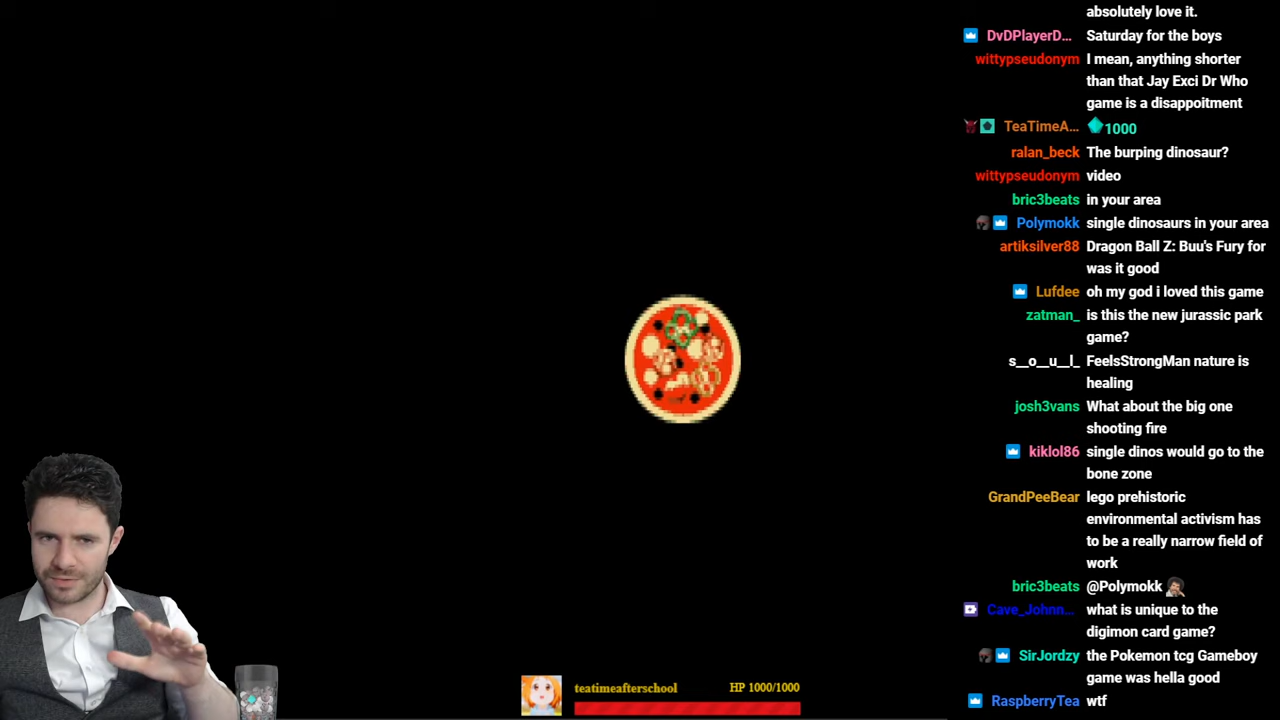 absolutely love it.
DvDPlayerD... Saturday for the boys
wittypseudonym I mean, anything shorter
than that Jay Exci Dr Who
game is a disappoitment
TeaTimeA... 1000
ralan_beck The burping dinosaur?
wittypseudonym video
bric3beats in your area
Polymokk single dinosaurs in your area
artiksilver88 Dragon Ball Z: Buu's Fury for
was it good
Lufdee oh my god i loved this game
zatman_ is this the new jurassic park
game?
s__o__u__l_ FeelsStrongMan nature is
healing
josh3vans What about the big one
shooting fire
kiklol86 single dinos would go to the
bone zone
GrandPeeBear lego prehistoric
environmental activism has
to be a really narrow field of
work
bric3beats @Polymokk
Cave_Johnn... what is unique to the
digimon card game?
SirJordzy the Pokemon tcg Gameboy
game was hella good
RaspberryTea wtf
teatimeafterschool HP 1000/1000